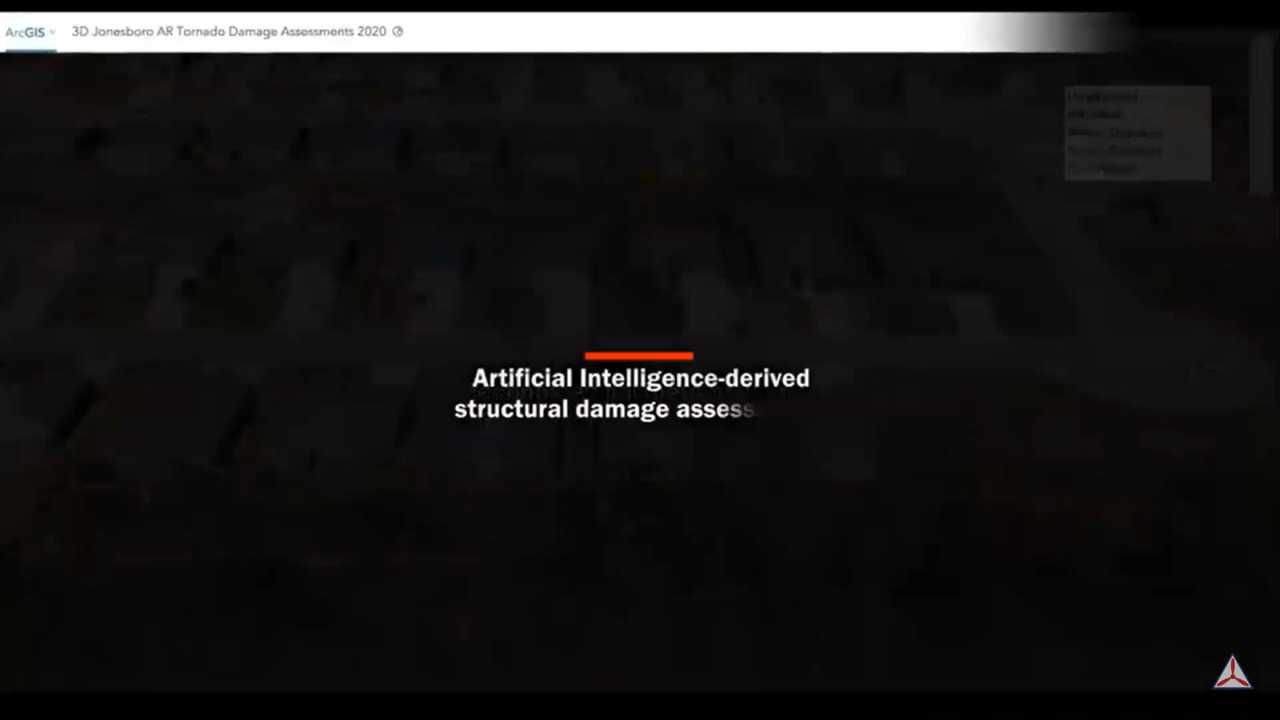 ArcGIS
3D Jonesboro AR Tornado Damage Assessments 2020
Artificial Intelligence-derived
structural damage assess